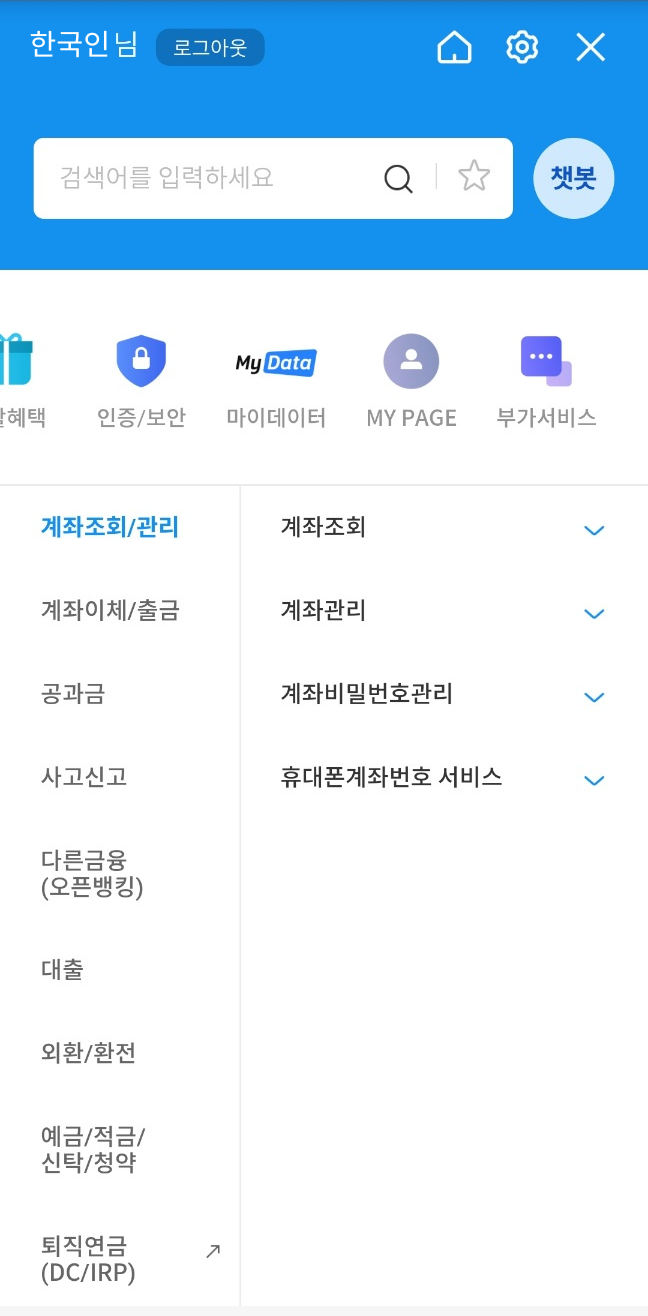 한국인님 로그아웃
검색어를 입력하세요
챗봇
혜택 인증/보안 My Data 마이데이터 MY PAGE 부가서비스
계좌조회/관리
계좌이체/출금
공과금
사고신고
다른금융
(오픈뱅킹)
대출
외환/환전
예금/적금/
신탁/청약
퇴직연금
(DC/IRP)
계좌조회
계좌관리
계좌비밀번호관리
휴대폰계좌번호 서비스